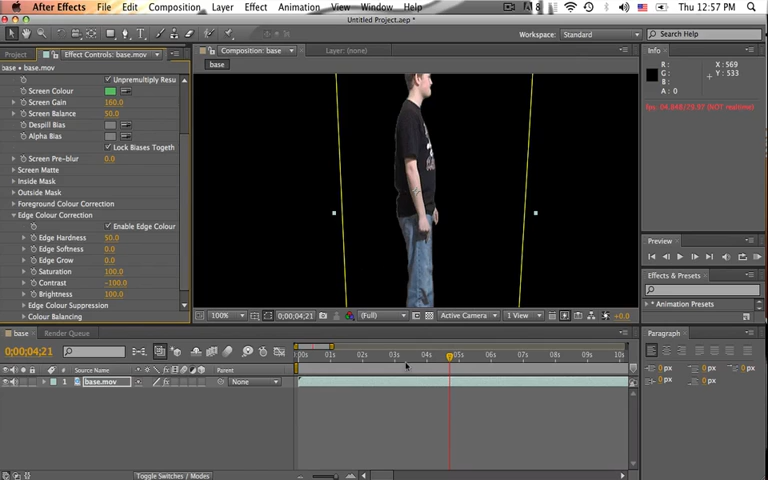 After Effects File Edit Composition Layer Effect Animation View Window Help 18 Thu 12:57 PM
Untitled Project.aep *
Workspace: Standard Search Help
Project Effect Controls: base.mov Composition: base Layer: (none) Info
base • base.mov
base
R: X: 569
G: Y: 533
B:
A: 0
Unpremultiply Resu
Screen Colour
Screen Gain 160.0
Screen Balance 50.0
Despill Bias
Alpha Bias
Lock Biases Togeth
Screen Pre-blur 0.0
Screen Matte
Inside Mask
Outside Mask
Foreground Colour Correction
Edge Colour Correction
Enable Edge Colour
Edge Hardness 50.0
Edge Softness 0.0
Edge Grow 0.0
Saturation 100.0
Contrast -100.0
Brightness 100.0
Edge Colour Suppression
Colour Balancing
Preview
Effects & Presets
* Animation Presets
100% 0;00;04;21 (Full) Active Camera 1 View +0.0
base Render Queue
0;00;04;21
:00s 01s 02s 03s 04s 05s 06s 07s 08s 09s 10s
# Source Name Parent
1 base.mov None
Toggle Switches / Modes
Paragraph
0 px 0 px 0 px
0 px 0 px